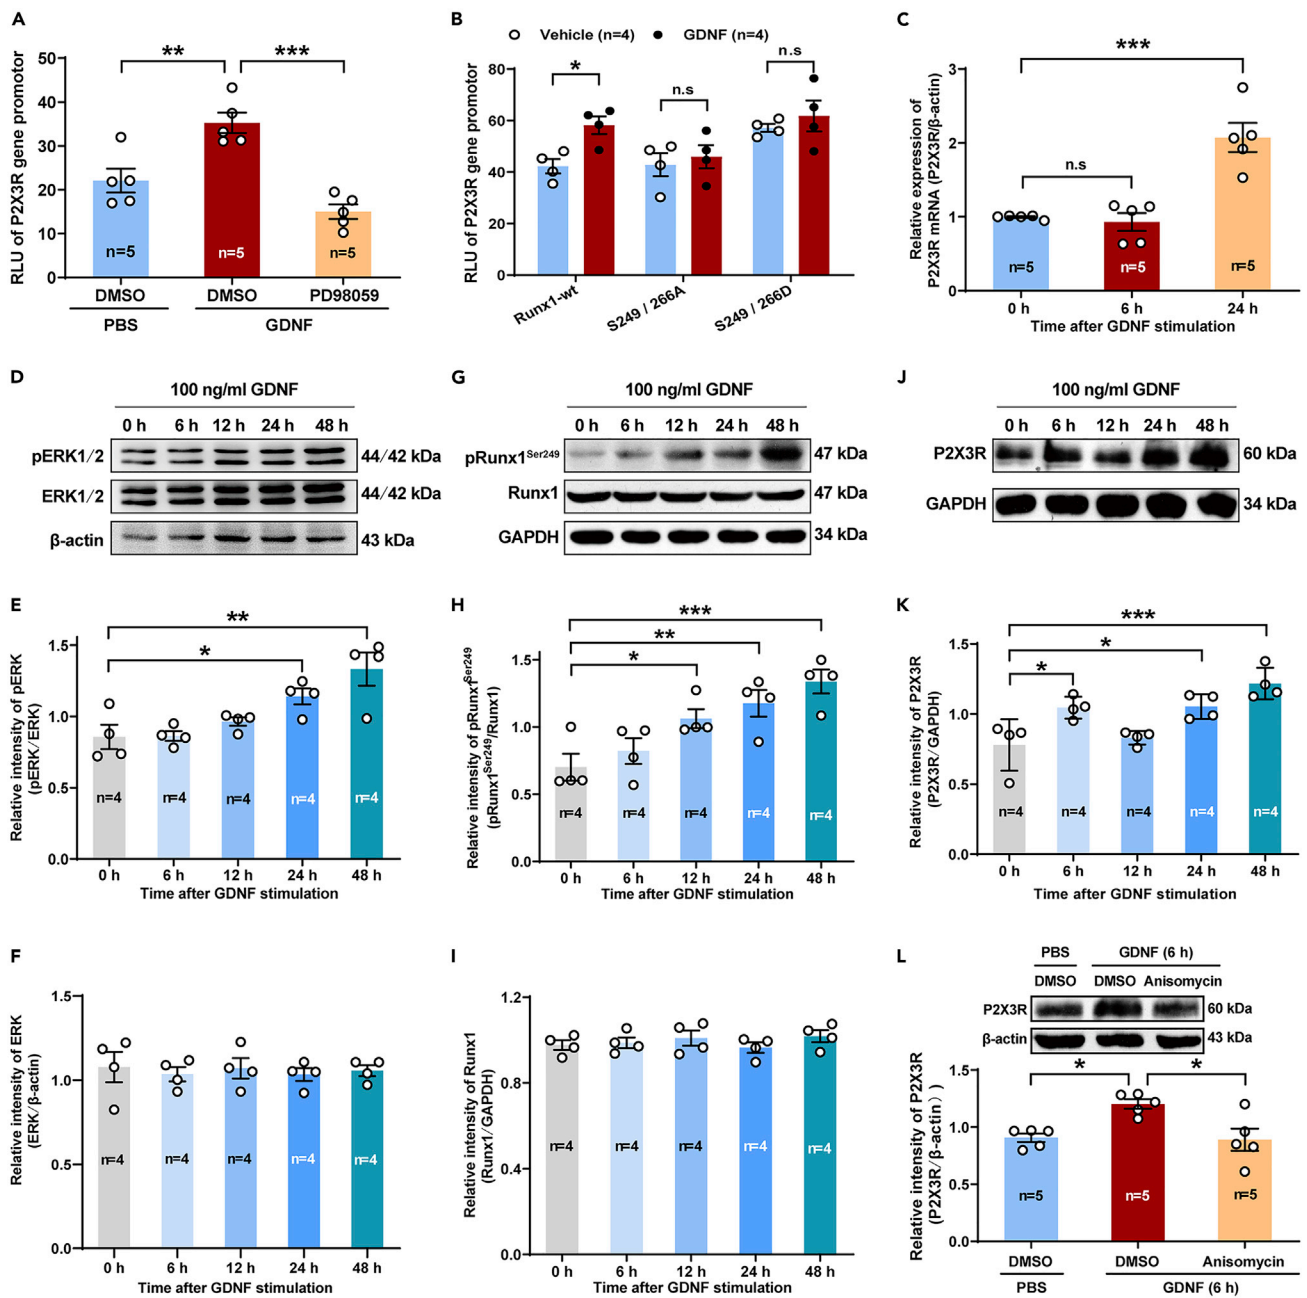 A
RLU of P2X3R gene promotor
50
40
30
20
10
0
** ***
n=5 n=5 n=5
DMSO DMSO PD98059
PBS GDNF
B
Vehicle (n=4) GDNF (n=4)
RLU of P2X3R gene promotor
80
60
40
20
0
* n.s n.s
Runx1-wt S249 / 266A S249 / 266D
C
Relative expression of
P2X3R mRNA (P2X3R/β-actin)
3
2
1
0
***
n.s
n=5 n=5 n=5
0 h 6 h 24 h
Time after GDNF stimulation
D
100 ng/ml GDNF
0 h 6 h 12 h 24 h 48 h
pERK1/2 44/42 kDa
ERK1/2 44/42 kDa
β-actin 43 kDa
G
100 ng/ml GDNF
0 h 6 h 12 h 24 h 48 h
pRunx1Ser249 47 kDa
Runx1 47 kDa
GAPDH 34 kDa
J
100 ng/ml GDNF
0 h 6 h 12 h 24 h 48 h
P2X3R 60 kDa
GAPDH 34 kDa
E
Relative intensity of pERK
(pERK/ERK)
1.5
1.0
0.5
0.0
**
*
n=4 n=4 n=4 n=4 n=4
0 h 6 h 12 h 24 h 48 h
Time after GDNF stimulation
H
Relative intensity of pRunx1Ser249
(pRunx1Ser249/Runx1)
1.5
1.0
0.5
0.0
***
**
*
n=4 n=4 n=4 n=4 n=4
0 h 6 h 12 h 24 h 48 h
Time after GDNF stimulation
K
Relative intensity of P2X3R
(P2X3R/GAPDH)
1.5
1.0
0.5
0.0
***
*
*
n=4 n=4 n=4 n=4 n=4
0 h 6 h 12 h 24 h 48 h
Time after GDNF stimulation
F
Relative intensity of ERK
(ERK/β-actin)
1.5
1.0
0.5
0.0
n=4 n=4 n=4 n=4 n=4
0 h 6 h 12 h 24 h 48 h
Time after GDNF stimulation
I
Relative intensity of Runx1
(Runx1/GAPDH)
1.2
0.8
0.4
0.0
n=4 n=4 n=4 n=4 n=4
0 h 6 h 12 h 24 h 48 h
Time after GDNF stimulation
L
PBS GDNF (6 h)
DMSO DMSO Anisomycin
P2X3R 60 kDa
β-actin 43 kDa
Relative intensity of P2X3R
(P2X3R/β-actin)
1.5
1.0
0.5
0.0
* *
n=5 n=5 n=5
DMSO DMSO Anisomycin
PBS GDNF (6 h)